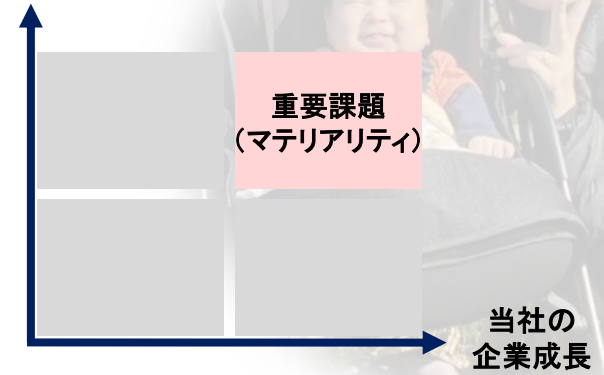 重要課題
（マテリアリティ）
当社の
企業成長